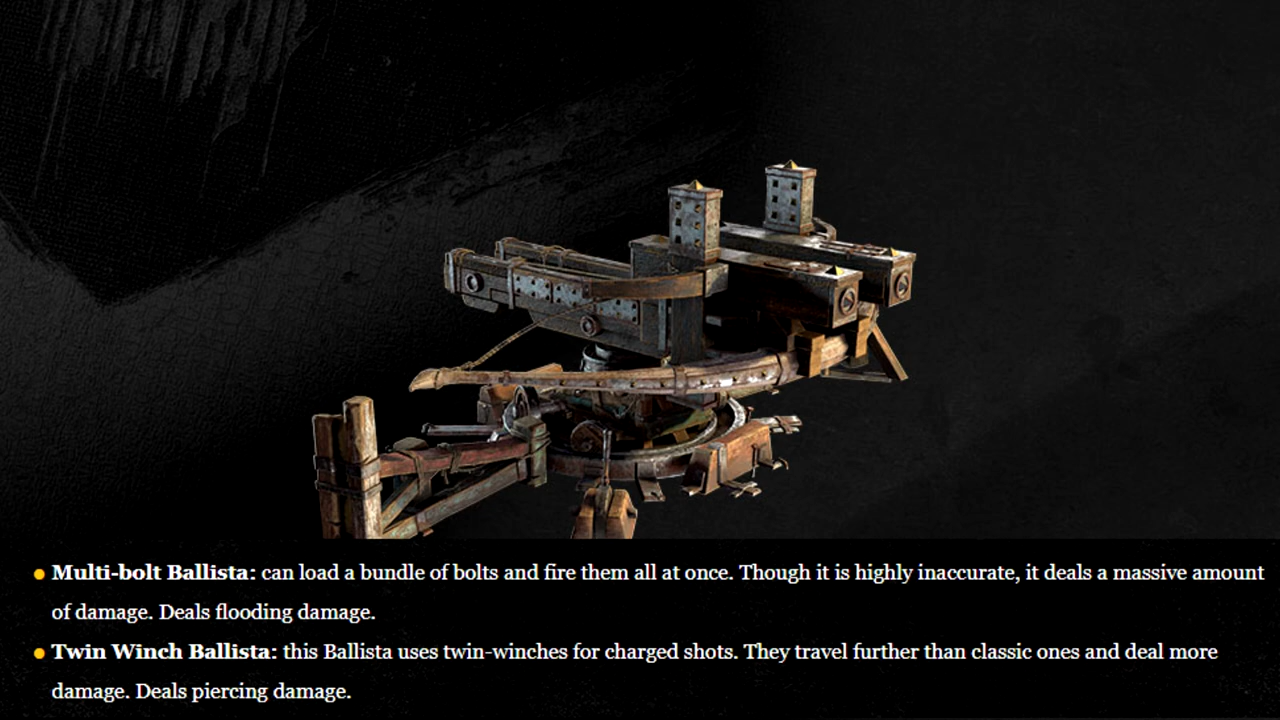 Multi-bolt Ballista: can load a bundle of bolts and fire them all at once. Though it is highly inaccurate, it deals a massive amount
of damage. Deals flooding damage.
Twin Winch Ballista: this Ballista uses twin-winches for charged shots. They travel further than classic ones and deal more
damage. Deals piercing damage.